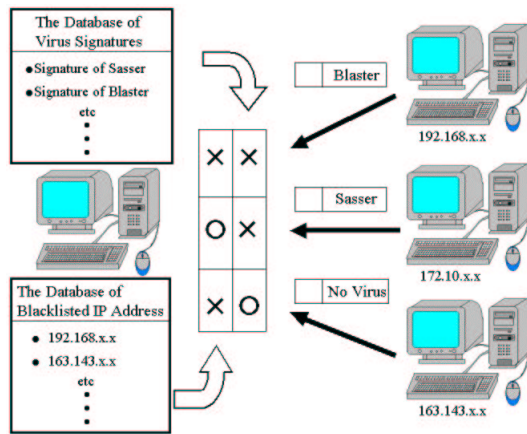 The Database of
Virus Signatures
●Signature of Sasser
●Signature of Blaster
etc
●
●
●
Blaster
192.168.x.x
× ×
○ ×
× ○
Sasser
172.10.x.x
No Virus
163.143.x.x
The Database of
Blacklisted IP Address
● 192.168.x.x
● 163.143.x.x
etc
●
●
●